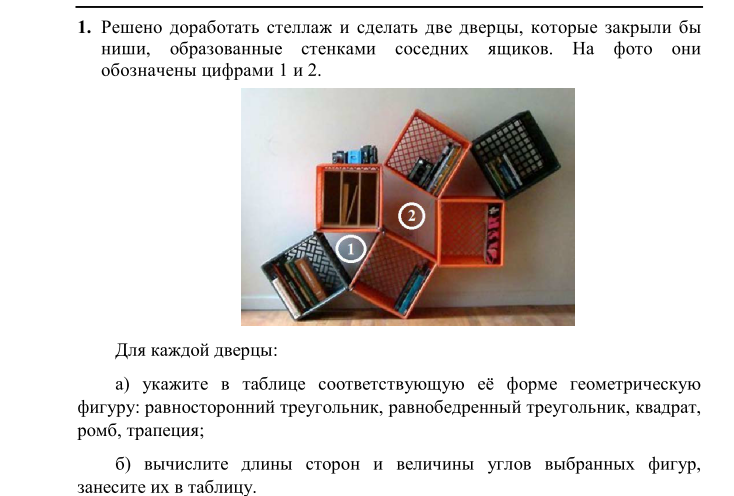 1. Решено доработать стеллаж и сделать две дверцы, которые закрыли бы
ниши, образованные стенками соседних ящиков. На фото они
обозначены цифрами 1 и 2.
2
1
Для каждой дверцы:
а) укажите в таблице соответствующую её форме геометрическую
фигуру: равносторонний треугольник, равнобедренный треугольник, квадрат,
ромб, трапеция;
б) вычислите длины сторон и величины углов выбранных фигур,
занесите их в таблицу.